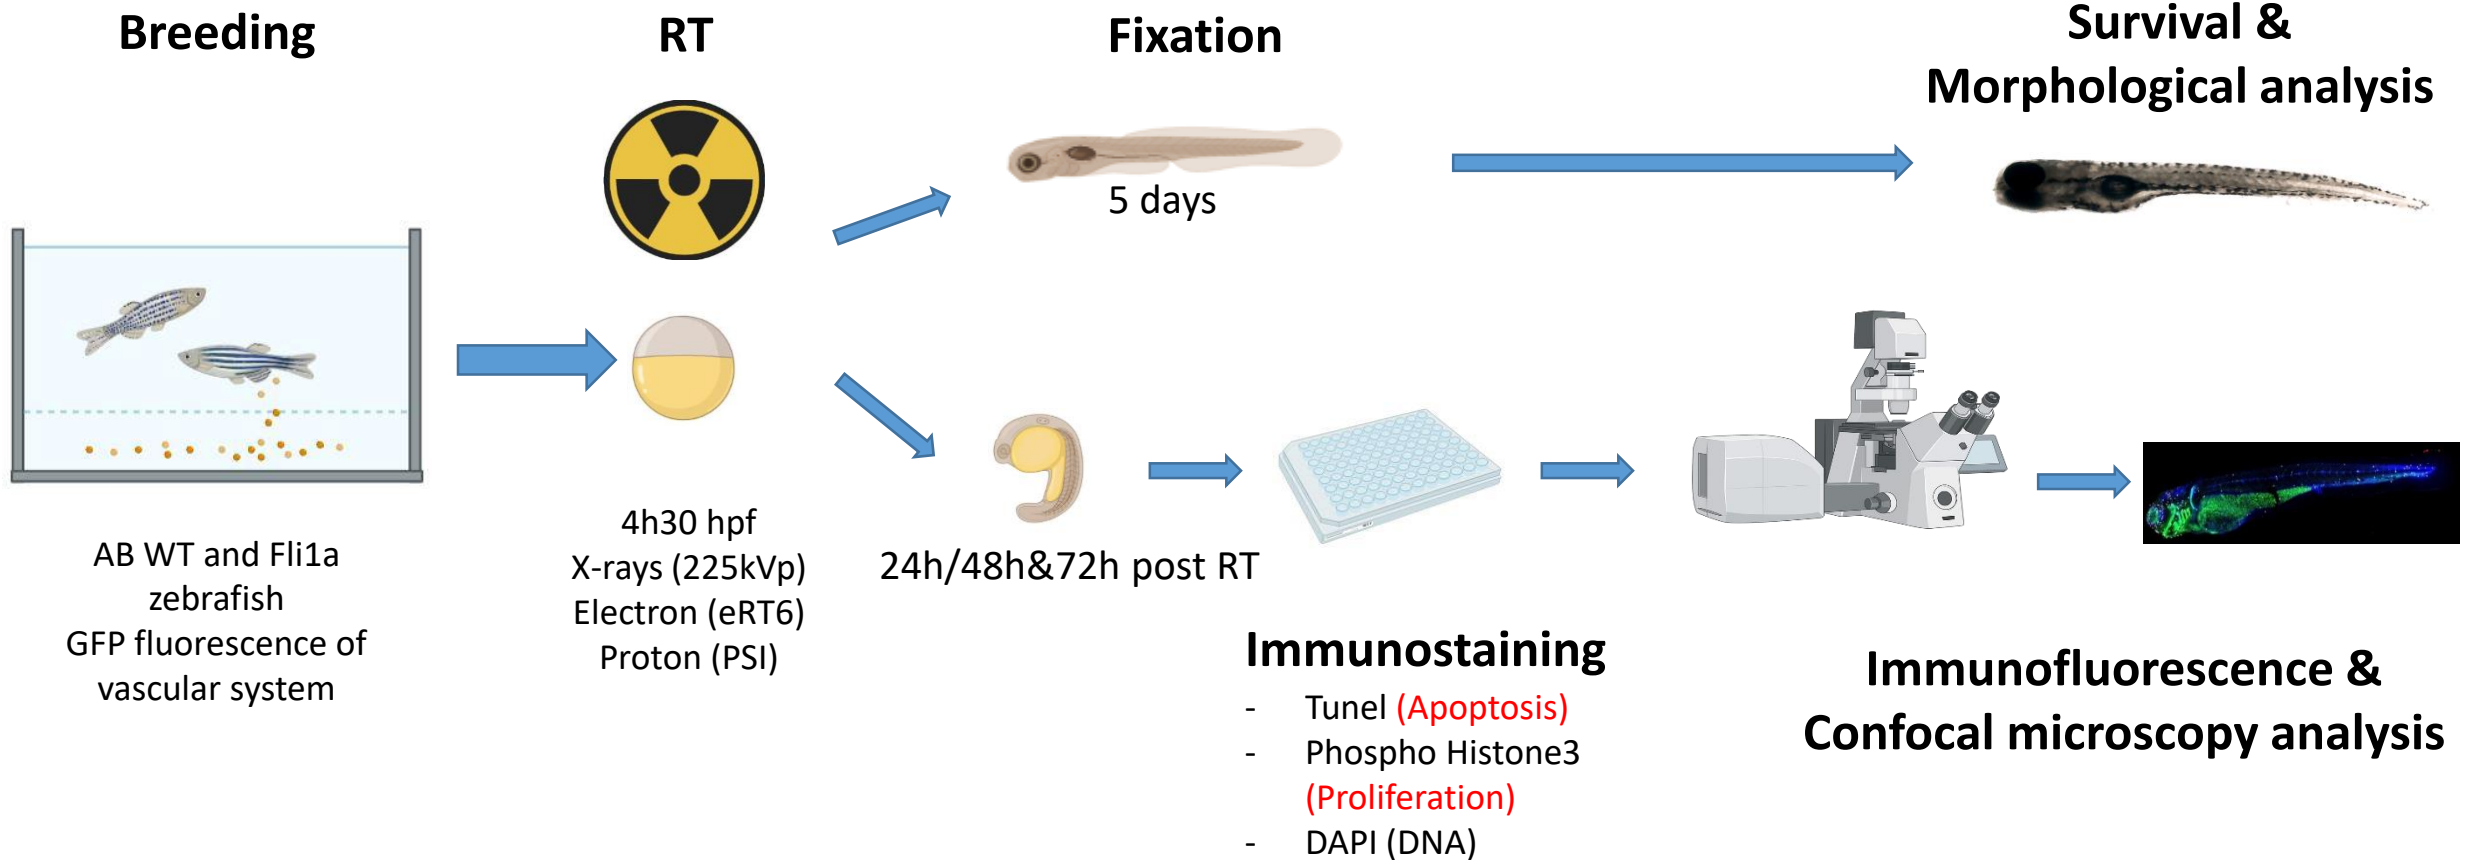 Breeding
RT
Fixation
Survival &
Morphological analysis
5 days
AB WT and Fli1a
zebrafish
GFP fluorescence of
vascular system
4h30 hpf
X-rays (225kVp)
Electron (eRT6)
Proton (PSI)
24h/48h&72h post RT
Immunostaining
- Tunel (Apoptosis)
- Phospho Histone3
(Proliferation)
- DAPI (DNA)
Immunofluorescence &
Confocal microscopy analysis